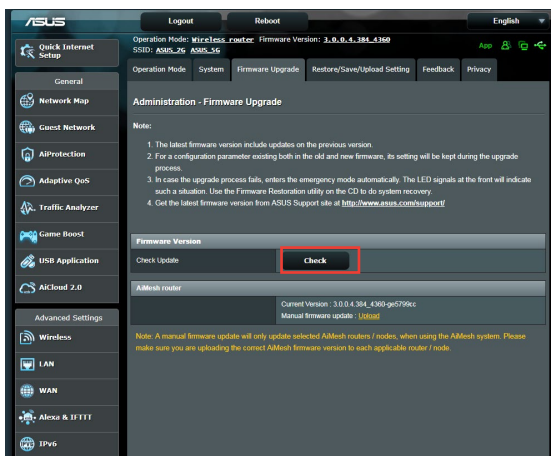 ASUS
Logout
Reboot
English
Quick Internet
Setup
Operation Mode: Wireless router Firmware Version: 3.0.0.4.384_4360
SSID: ASUS_2G ASUS_5G
App
Operation Mode System Firmware Upgrade Restore/Save/Upload Setting Feedback Privacy
General
Network Map
Guest Network
AiProtection
Adaptive QoS
Traffic Analyzer
Game Boost
USB Application
AiCloud 2.0
Advanced Settings
Wireless
LAN
WAN
Alexa & IFTTT
IPv6
Administration - Firmware Upgrade
Note:
1. The latest firmware version include updates on the previous version.
2. For a configuration parameter existing both in the old and new firmware, its setting will be kept during the upgrade
process.
3. In case the upgrade process fails, enters the emergency mode automatically. The LED signals at the front will indicate
such a situation. Use the Firmware Restoration utility on the CD to do system recovery.
4. Get the latest firmware version from ASUS Support site at http://www.asus.com/support/
Firmware Version
Check Update
Check
AiMesh router
Current Version : 3.0.0.4.384_4360-ge5799cc
Manual firmware update : Upload
Note: A manual firmware update will only update selected AiMesh routers / nodes, when using the AiMesh system. Please
make sure you are uploading the correct AiMesh firmware version to each applicable router / node.